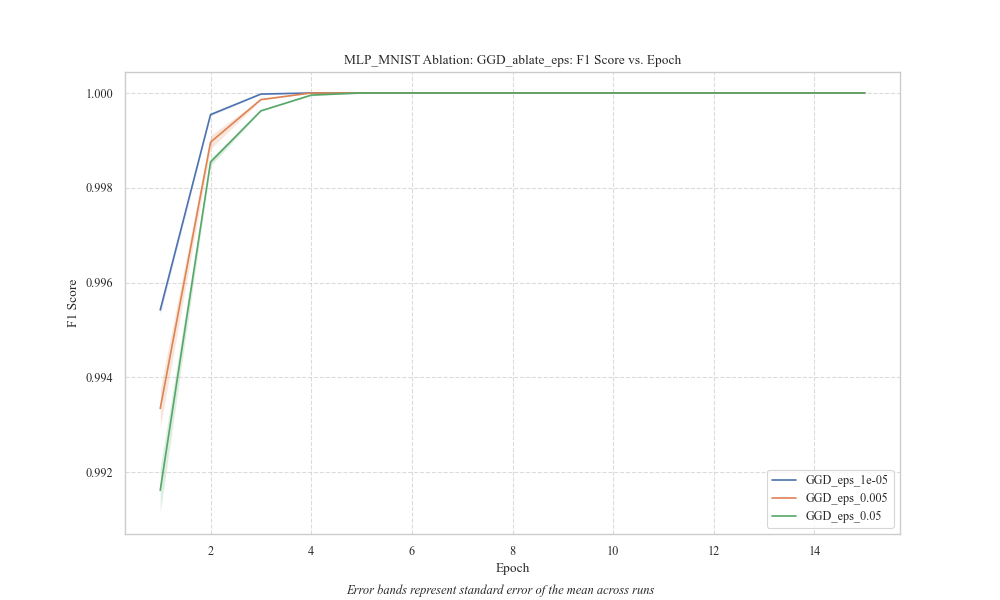 MLP_MNIST Ablation: GGD_ablate_eps: F1 Score vs. Epoch
1.000
0.998
0.996
0.994
0.992
F1 Score
2
4
6
8
10
12
14
Epoch
GGD_eps_1e-05
GGD_eps_0.005
GGD_eps_0.05
Error bands represent standard error of the mean across runs